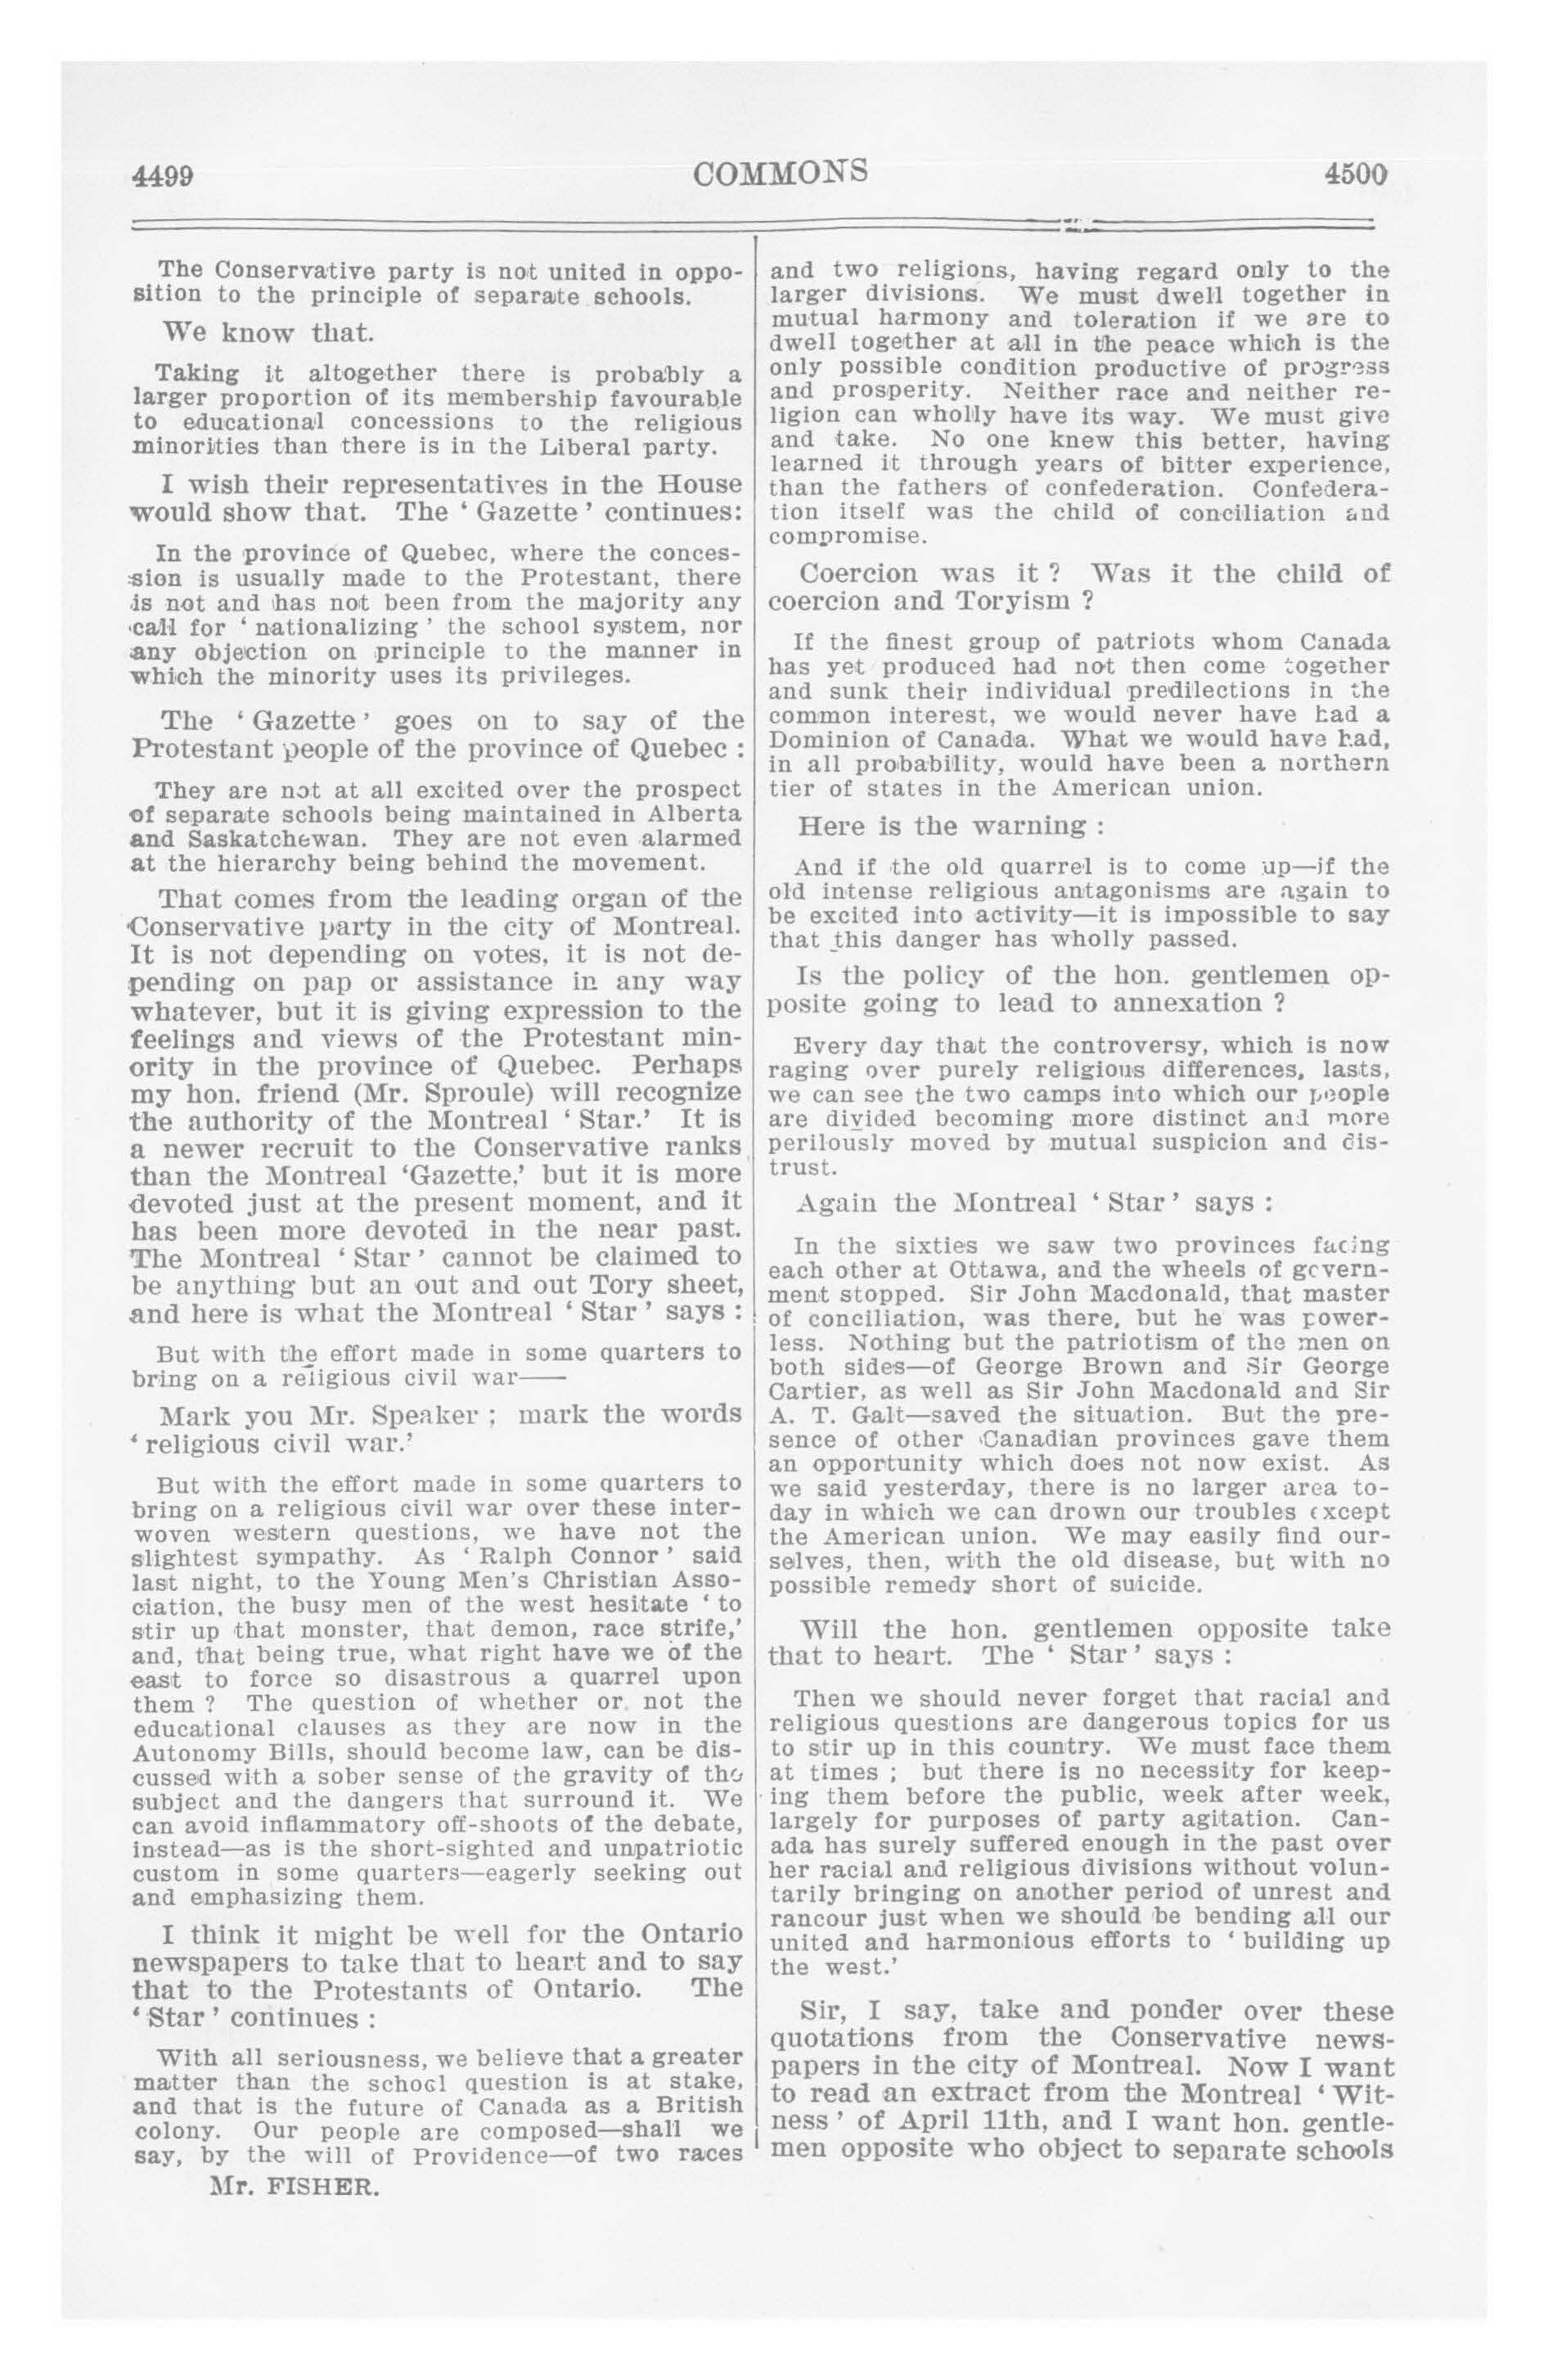 4499
COMMONS
4500
The Conservative party is not united in oppo-
sition to the principle of separate schools.
We know that.
Taking it altogether there is probably a
larger proportion of its membership favourable
to educational concessions to the religious
minorities than there is in the Liberal party.
I wish their representatives in the House
would show that. The ‘ Gazette ’ continues:
In the province of Quebec, where the conces-
sion is usually made to the Protestant, there
is not and has not been from the majority any
call for ‘ nationalizing ’ the school system, nor
any objection on principle to the manner in
which the minority uses its privileges.
The ‘ Gazette ’ goes on to say of the
Protestant people of the province of Quebec :
They are not at all excited over the prospect
of separate schools being maintained in Alberta
and Saskatchewan. They are not even alarmed
at the hierarchy being behind the movement.
That comes from the leading organ of the
Conservative party in the city of Montreal.
It is not depending on votes, it is not de-
pending on pap or assistance in any way
whatever, but it is giving expression to the
feelings and views of the Protestant min-
ority in the province of Quebec. Perhaps
my hon. friend (Mr. Sproule) will recognize
the authority of the Montreal ‘ Star.’ It is
a newer recruit to the Conservative ranks
than the Montreal ‘Gazette,’ but it is more
devoted just at the present moment, and it
has been more devoted in the near past.
The Montreal ‘ Star ’ cannot be claimed to
be anything but an out and out Tory sheet,
and here is what the Montreal ‘ Star ’ says :
But with the effort made in some quarters to
bring on a religious civil war——
Mark you Mr. Speaker ; mark the words
‘ religious civil war.’
But with the effort made in some quarters to
bring on a religious civil war over these inter-
woven western questions, we have not the
slightest sympathy. As ‘ Ralph Connor ’ said
last night, to the Young Men's Christian Asso-
ciation, the busy men of the west hesitate ‘ to
stir up that monster, that demon, race strife,’
and, that being true, what right have we of the
east to force so disastrous a quarrel upon
them ? The question of whether or not the
educational clauses as they are now in the
Autonomy Bills, should become law, can be dis-
cussed with a sober sense of the gravity of the
subject and the dangers that surround it. We
can avoid inflammatory off-shoots of the debate,
instead—as is the short-sighted and unpatriotic
custom in some quarters—eagerly seeking out
and emphasizing them.
I think it might be well for the Ontario
newspapers to take that to heart and to say
that to the Protestants of Ontario. The
‘ Star ’ continues :
With all seriousness, we believe that a greater
matter than the school question is at stake,
and that is the future of Canada as a British
colony. Our people are composed—shall we
say, by the will of Providence—of two races
Mr. FISHER.
and two religions, having regard only to the
larger divisions. We must dwell together in
mutual harmony and toleration if we are to
dwell together at all in the peace which is the
only possible condition productive of progress
and prosperity. Neither race and neither re-
ligion can wholly have its way. We must give
and take. No one knew this better, having
learned it through years of bitter experience,
than the fathers of confederation. Confedera-
tion itself was the child of conciliation and
compromise.
Coercion was it ? Was it the child of
coercion and Toryism ?
If the finest group of patriots whom Canada
has yet produced had not then come together
and sunk their individual predilections in the
common interest, we would never have had a
Dominion of Canada. What we would have had,
in all probability, would have been a northern
tier of states in the American union.
Here is the warning :
And if the old quarrel is to come up—if the
old intense religious antagonisms are again to
be excited into activity—it is impossible to say
that this danger has wholly passed.
Is the policy of the hon. gentlemen op-
posite going to lead to annexation ?
Every day that the controversy, which is now
raging over purely religious differences, lasts,
we can see the two camps into which our people
are divided becoming more distinct and more
perilously moved by mutual suspicion and dis-
trust.
Again the Montreal ‘ Star ’ says :
In the sixties we saw two provinces facing
each other at Ottawa, and the wheels of govern-
ment stopped. Sir John Macdonald, that master
of conciliation, was there, but he was power-
less. Nothing but the patriotism of the men on
both sides—of George Brown and Sir George
Cartier, as well as Sir John Macdonald and Sir
A. T. Galt—saved the situation. But the pre-
sence of other Canadian provinces gave them
an opportunity which does not now exist. As
we said yesterday, there is no larger area to-
day in which we can drown our troubles except
the American union. We may easily find our-
selves, then, with the old disease, but with no
possible remedy short of suicide.
Will the hon. gentlemen opposite take
that to heart. The ‘ Star ’ says :
Then we should never forget that racial and
religious questions are dangerous topics for us
to stir up in this country. We must face them
at times ; but there is no necessity for keep-
ing them before the public, week after week,
largely for purposes of party agitation. Can-
ada has surely suffered enough in the past over
her racial and religious divisions without volun-
tarily bringing on another period of unrest and
rancour just when we should be bending all our
united and harmonious efforts to ‘ building up
the west.’
Sir, I say, take and ponder over these
quotations from the Conservative news-
papers in the city of Montreal. Now I want
to read an extract from the Montreal ‘ Wit-
ness ’ of April 11th, and I want hon. gentle-
men opposite who object to separate schools